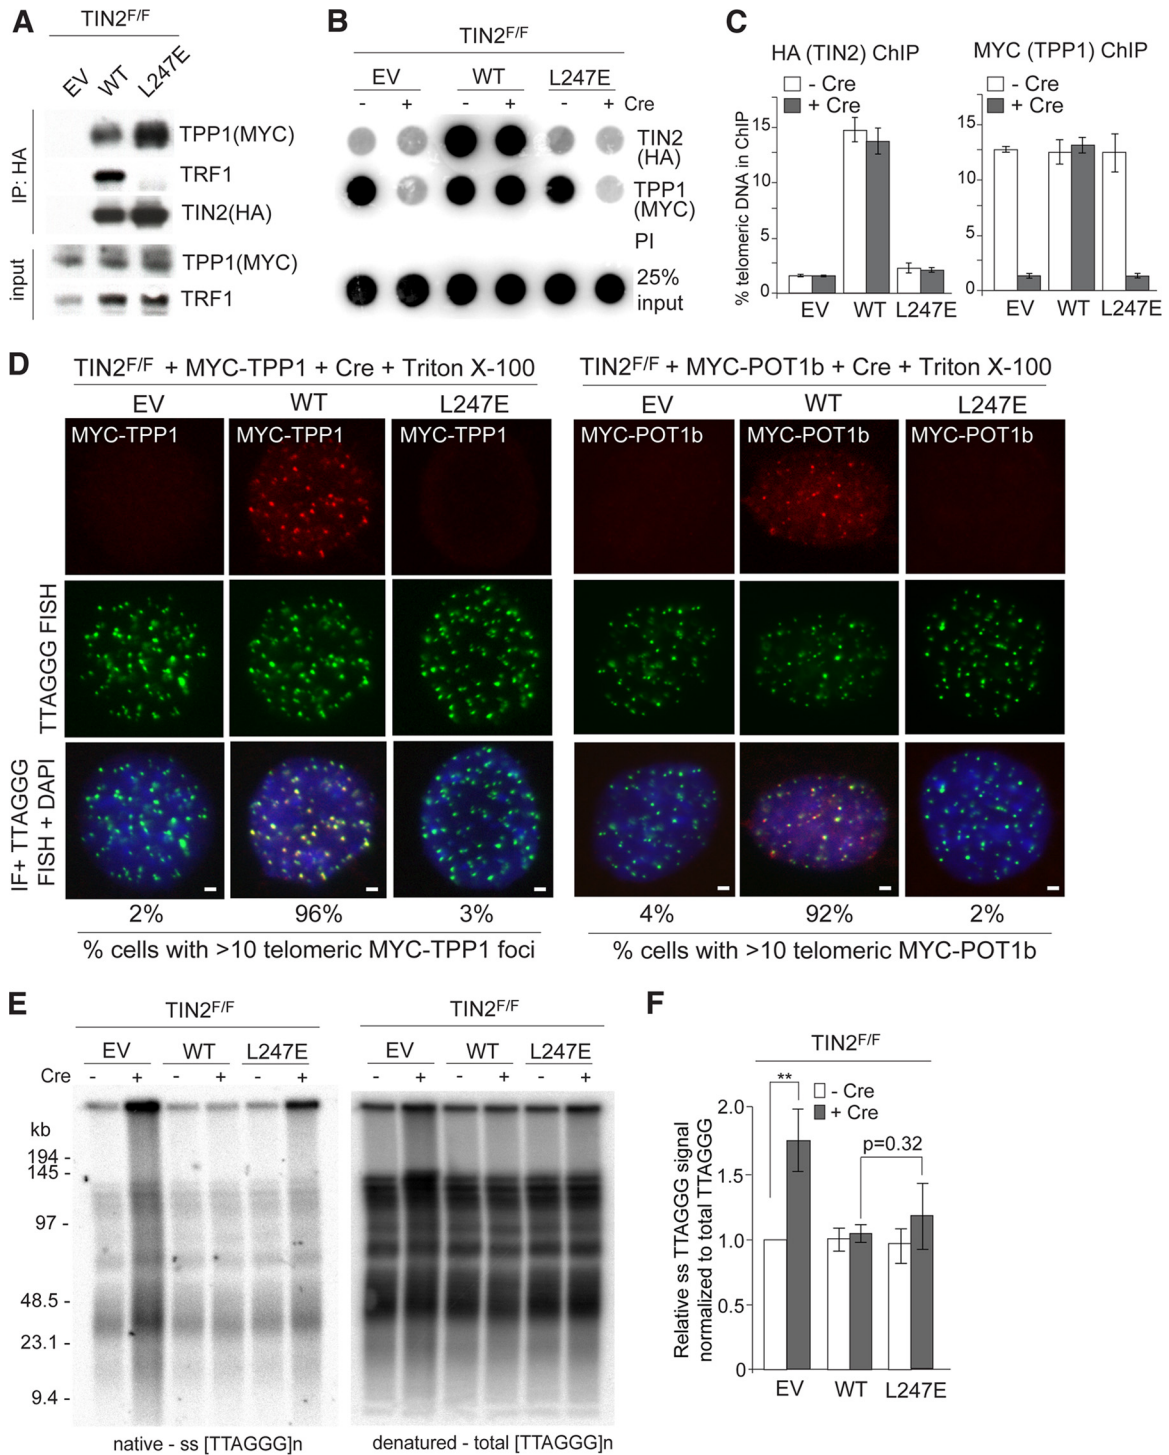 A
TIN2F/F
EV
WT
L247E
IP: HA
TPP1(MYC)
TRF1
TIN2(HA)
input
TPP1(MYC)
TRF1
B
TIN2F/F
EV WT L247E
- + - + - + Cre
TIN2
(HA)
TPP1
(MYC)
PI
25%
input
C
HA (TIN2) ChIP
- Cre
+ Cre
% telomeric DNA in ChIP
15
10
5
0
EV WT L247E
MYC (TPP1) ChIP
- Cre
+ Cre
15
10
5
0
EV WT L247E
D
TIN2F/F + MYC-TPP1 + Cre + Triton X-100
EV WT L247E
MYC-TPP1 MYC-TPP1 MYC-TPP1
TTAGGG FISH
IF+ TTAGGG
FISH + DAPI
2% 96% 3%
% cells with >10 telomeric MYC-TPP1 foci
TIN2F/F + MYC-POT1b + Cre + Triton X-100
EV WT L247E
MYC-POT1b MYC-POT1b MYC-POT1b
4% 92% 2%
% cells with >10 telomeric MYC-POT1b
E
TIN2F/F
EV WT L247E
Cre - + - + - +
kb
194 -
145 -
97 -
48.5 -
23.1 -
9.4 -
native - ss [TTAGGG]n
TIN2F/F
EV WT L247E
- + - + - +
denatured - total [TTAGGG]n
F
TIN2F/F
- Cre
+ Cre
**
p=0.32
Relative ss TTAGGG signal
normalized to total TTAGGG
2.0
1.5
1.0
0.5
0
EV WT L247E